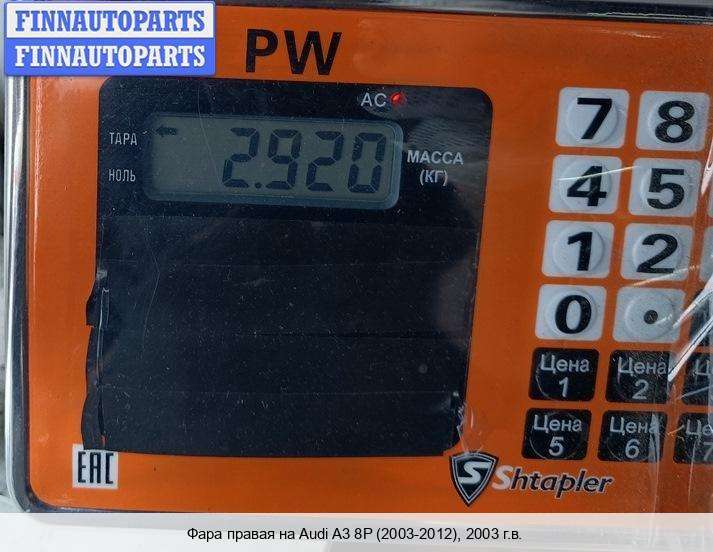 FINNAUTOPARTS
FINNAUTOPARTS
PW
AC
7 8
ТАРА
2.920
МАССА
(КГ)
НОЛЬ
4 5
1 2
0 .
Цена
1
Цена
2
Цена
5
Цена
6
EAC
S Shtapler
Фара правая на Audi A3 8P (2003-2012), 2003 г.в.